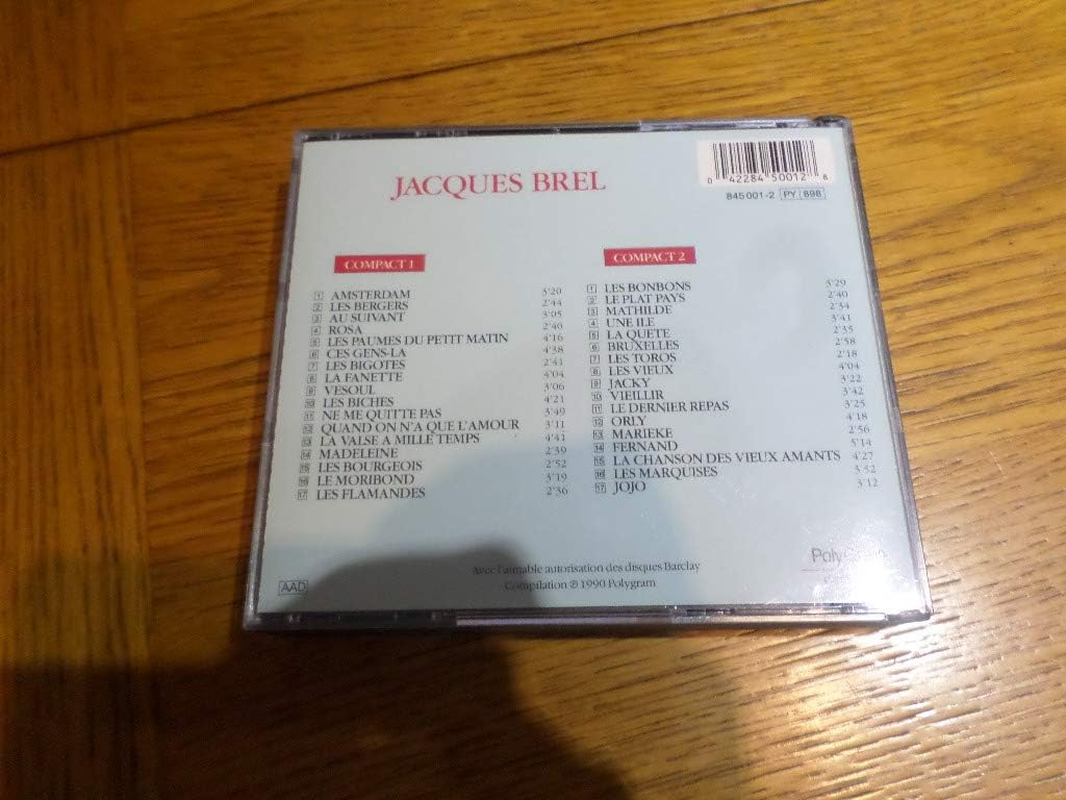 JACQUES BREL
0 42284 50012 8
845 001-2 PY 898
COMPACT 1
1 AMSTERDAM 3'20
2 LES BERGERS 2'44
3 AU SUIVANT 3'05
4 ROSA 2'40
5 LES PAUMES DU PETIT MATIN 4'16
6 CES GENS-LA 4'38
7 LES BIGOTES 2'41
8 LA FANETTE 4'04
9 VESOUL 3'06
10 LES BICHES 4'21
11 NE ME QUITTE PAS 3'49
12 QUAND ON N'A QUE L'AMOUR 3'11
13 LA VALSE A MILLE TEMPS 4'41
14 MADELEINE 2'39
15 LES BOURGEOIS 2'52
16 LE MORIBOND 3'19
17 LES FLAMANDES 2'36
COMPACT 2
1 LES BONBONS 3'29
2 LE PLAT PAYS 2'40
3 MATHILDE 2'34
4 UNE ILE 3'41
5 LA QUETE 2'35
6 BRUXELLES 2'58
7 LES TOROS 2'18
8 LES VIEUX 4'04
9 JACKY 3'22
10 VIEILLIR 3'42
11 LE DERNIER REPAS 3'25
12 ORLY 4'18
13 MARIEKE 2'56
14 FERNAND 5'14
15 LA CHANSON DES VIEUX AMANTS 4'27
16 LES MARQUISES 3'52
17 JOJO 3'12
PolyGram
Avec l'aimable autorisation des disques Barclay
Compilation ℗ 1990 Polygram
AAD